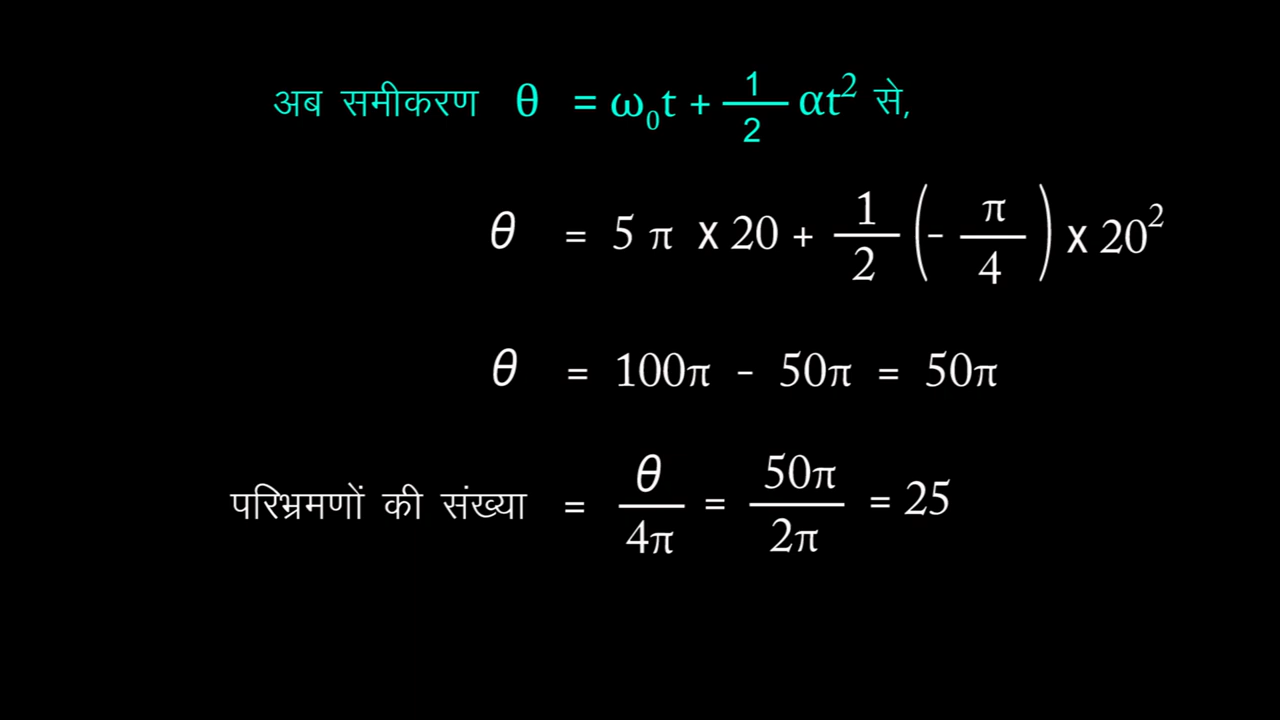 अब समीकरण θ = ω₀t + 1/2 αt² से,
θ = 5 π x 20 + 1/2 (- π/4) x 20²
θ = 100π - 50π = 50π
परिभ्रमणों की संख्या = θ/4π = 50π/2π = 25